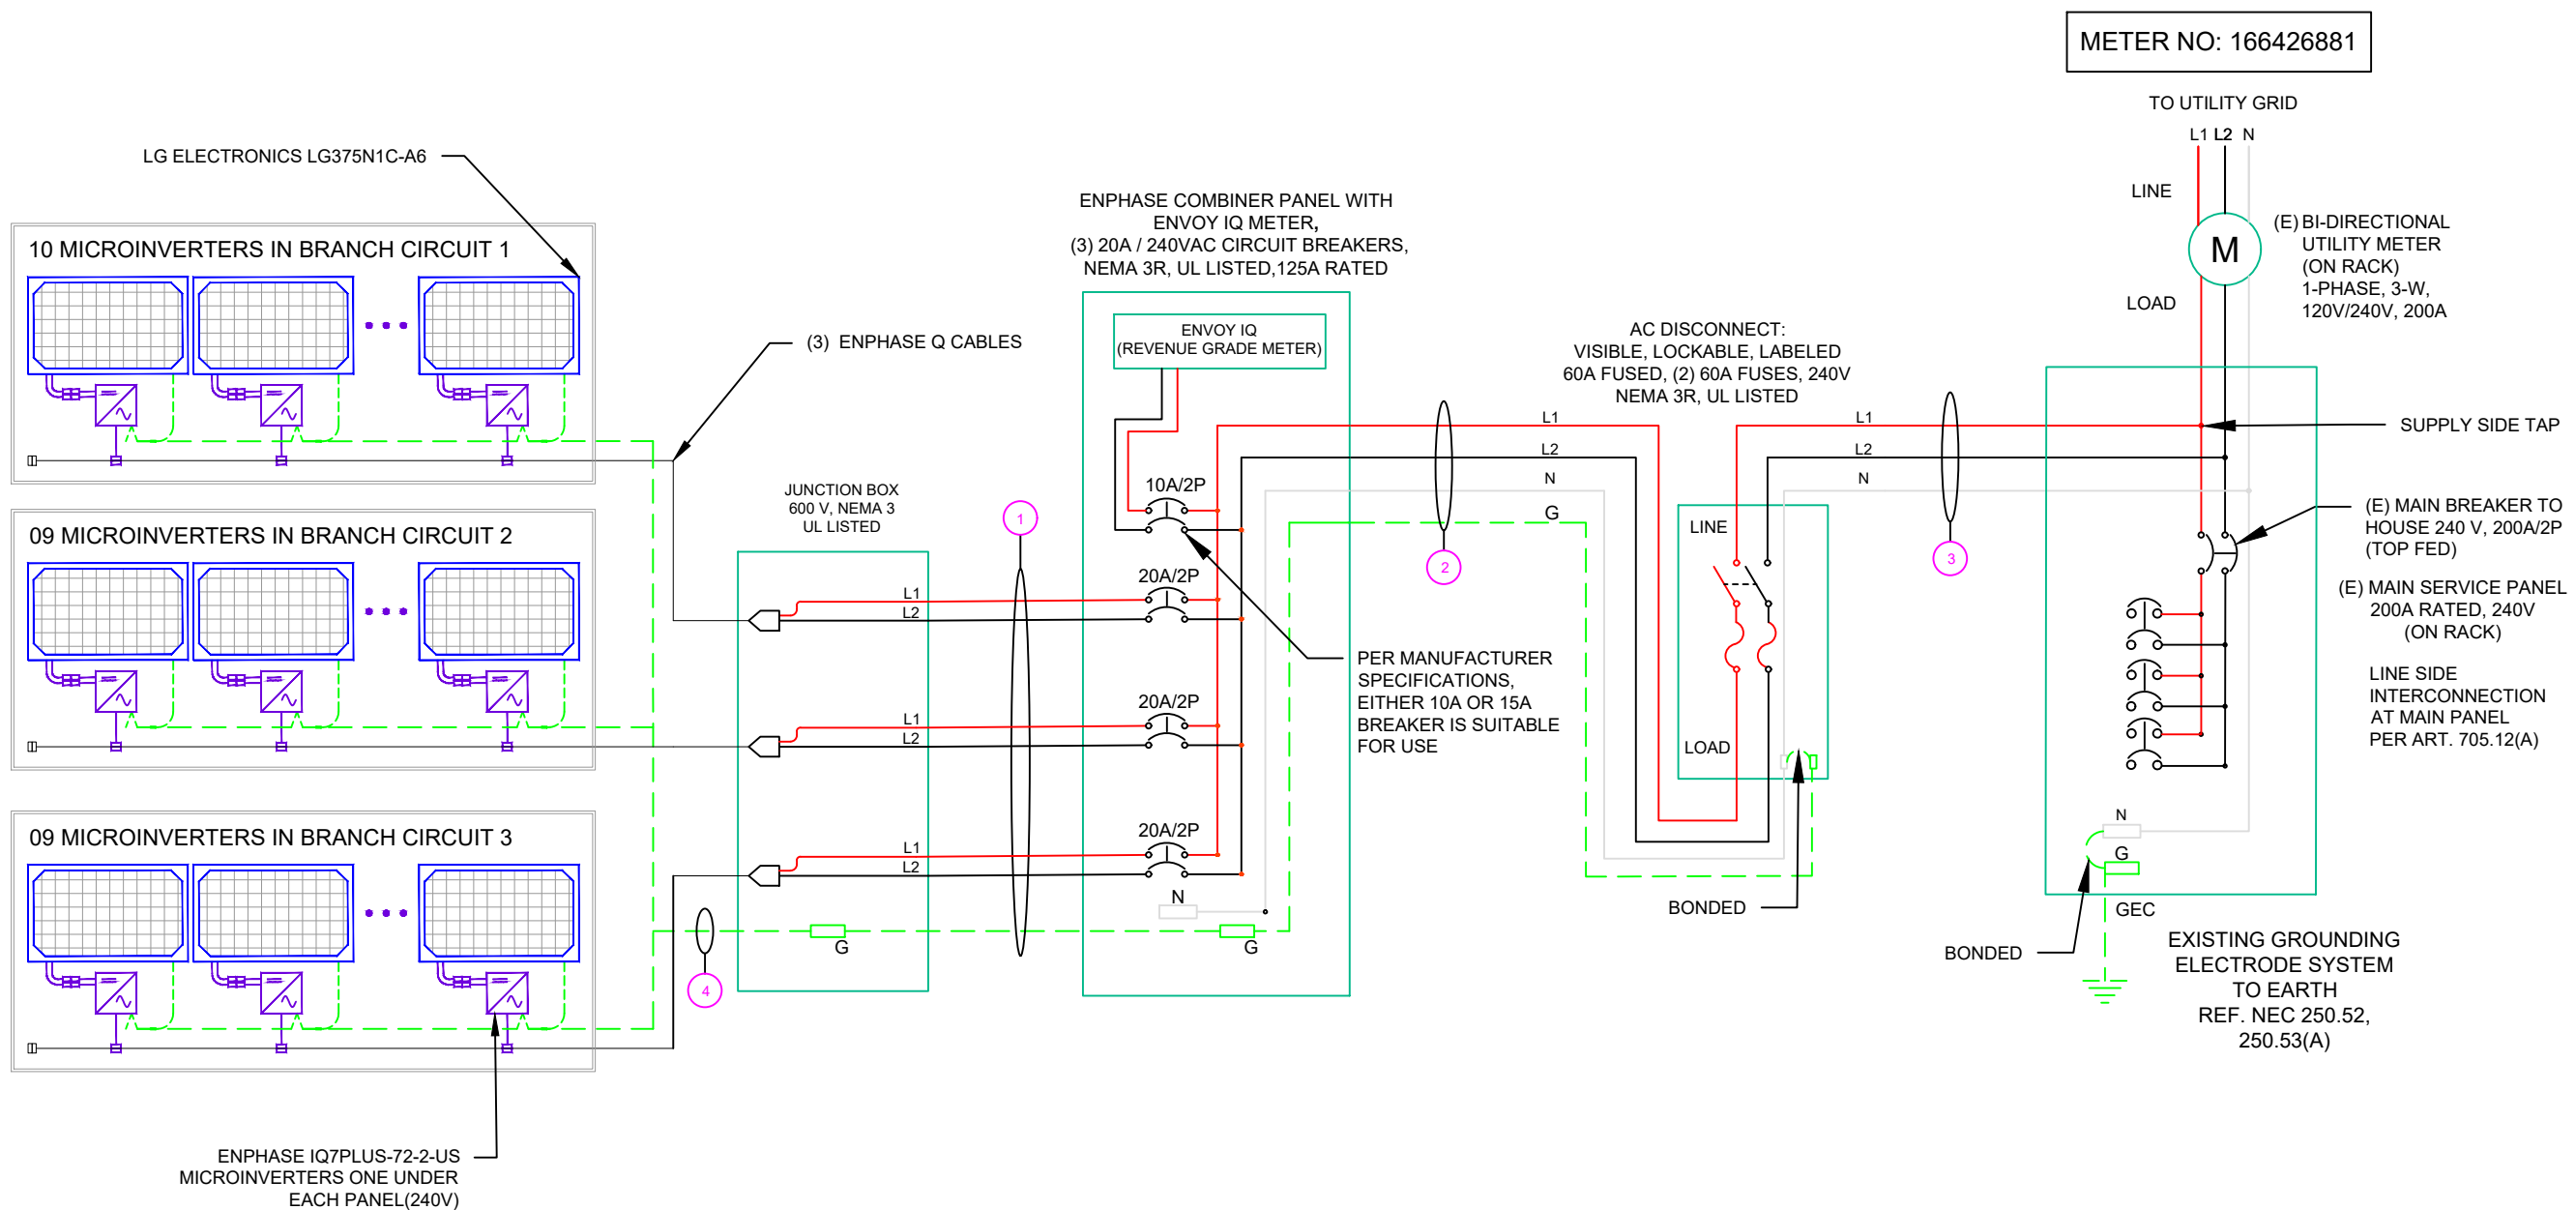 METER NO: 166426881
TO UTILITY GRID
L1 L2 N
LINE
M
(E) BI-DIRECTIONAL
UTILITY METER
(ON RACK)
1-PHASE, 3-W,
120V/240V, 200A
LOAD
LG ELECTRONICS LG375N1C-A6
10 MICROINVERTERS IN BRANCH CIRCUIT 1
09 MICROINVERTERS IN BRANCH CIRCUIT 2
09 MICROINVERTERS IN BRANCH CIRCUIT 3
ENPHASE IQ7PLUS-72-2-US
MICROINVERTERS ONE UNDER
EACH PANEL(240V)
(3) ENPHASE Q CABLES
JUNCTION BOX
600 V, NEMA 3
UL LISTED
L1
L2
L1
L2
L1
L2
G
4
1
ENPHASE COMBINER PANEL WITH
ENVOY IQ METER,
(3) 20A / 240VAC CIRCUIT BREAKERS,
NEMA 3R, UL LISTED,125A RATED
ENVOY IQ
(REVENUE GRADE METER)
10A/2P
20A/2P
20A/2P
20A/2P
N
G
PER MANUFACTURER
SPECIFICATIONS,
EITHER 10A OR 15A
BREAKER IS SUITABLE
FOR USE
2
L1
L2
N
G
AC DISCONNECT:
VISIBLE, LOCKABLE, LABELED
60A FUSED, (2) 60A FUSES, 240V
NEMA 3R, UL LISTED
LINE
LOAD
BONDED
L1
L2
N
3
SUPPLY SIDE TAP
(E) MAIN BREAKER TO
HOUSE 240 V, 200A/2P
(TOP FED)
(E) MAIN SERVICE PANEL
200A RATED, 240V
(ON RACK)
LINE SIDE
INTERCONNECTION
AT MAIN PANEL
PER ART. 705.12(A)
N
G
GEC
BONDED
EXISTING GROUNDING
ELECTRODE SYSTEM
TO EARTH
REF. NEC 250.52,
250.53(A)